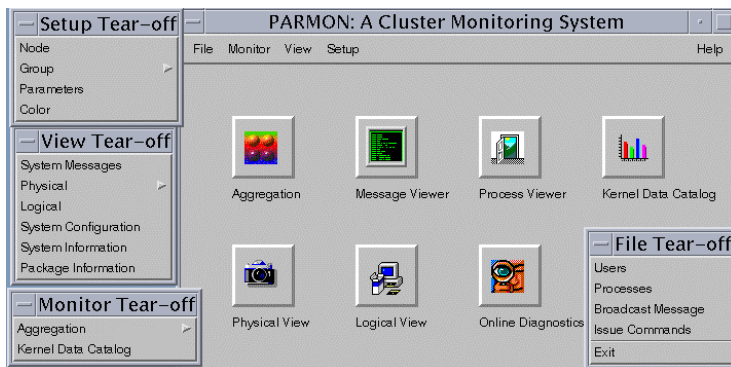 Setup Tear-off
Node
Group
Parameters
Color
View Tear-off
System Messages
Physical
Logical
System Configuration
System Information
Package Information
Monitor Tear-off
Aggregation
Kernel Data Catalog
PARMON: A Cluster Monitoring System
File Monitor View Setup Help
Aggregation Message Viewer Process Viewer Kernel Data Catalog
Physical View Logical View Online Diagnostics
File Tear-off
Users
Processes
Broadcast Message
Issue Commands
Exit